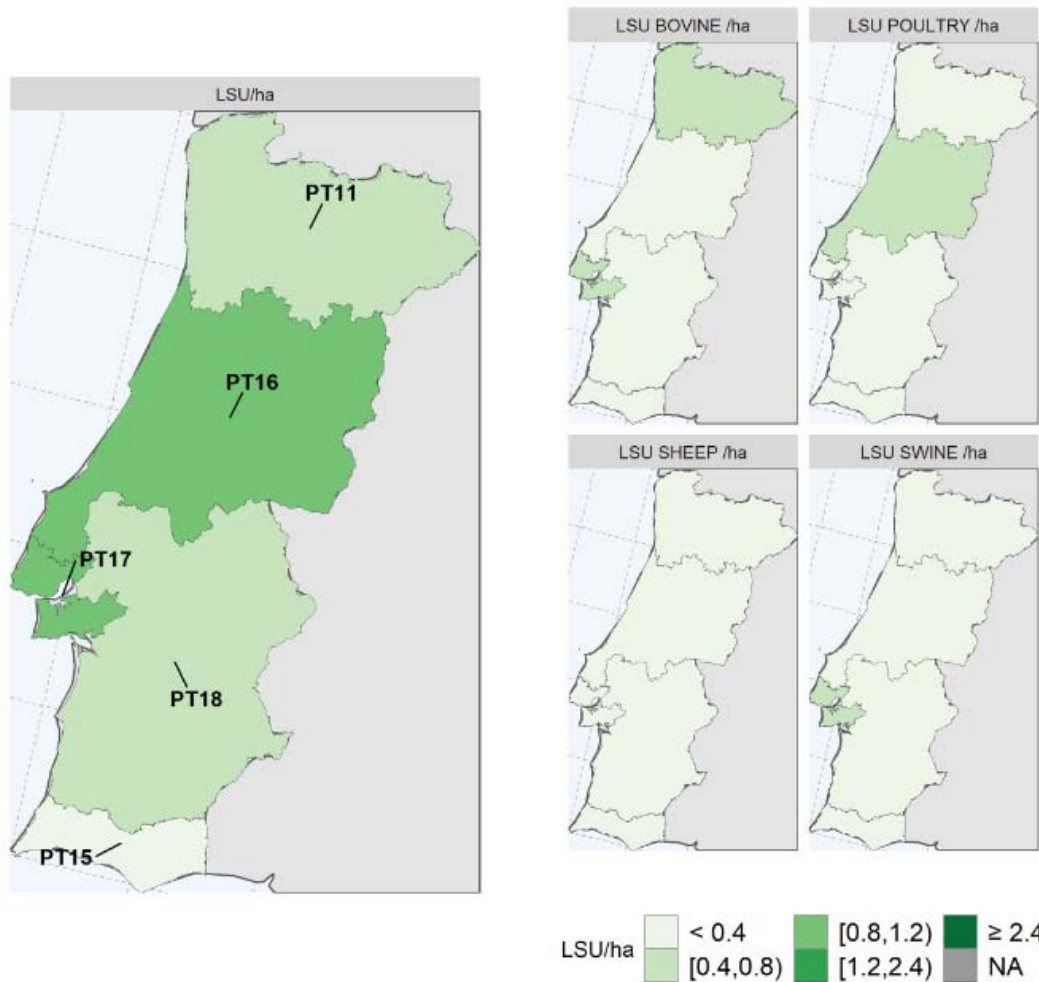 LSU/ha
PT11
PT16
PT17
PT18
PT15
LSU BOVINE /ha
LSU POULTRY /ha
LSU SHEEP /ha
LSU SWINE /ha
LSU/ha
< 0.4
[0.8,1.2)
≥ 2.4
[0.4,0.8)
[1.2,2.4)
NA